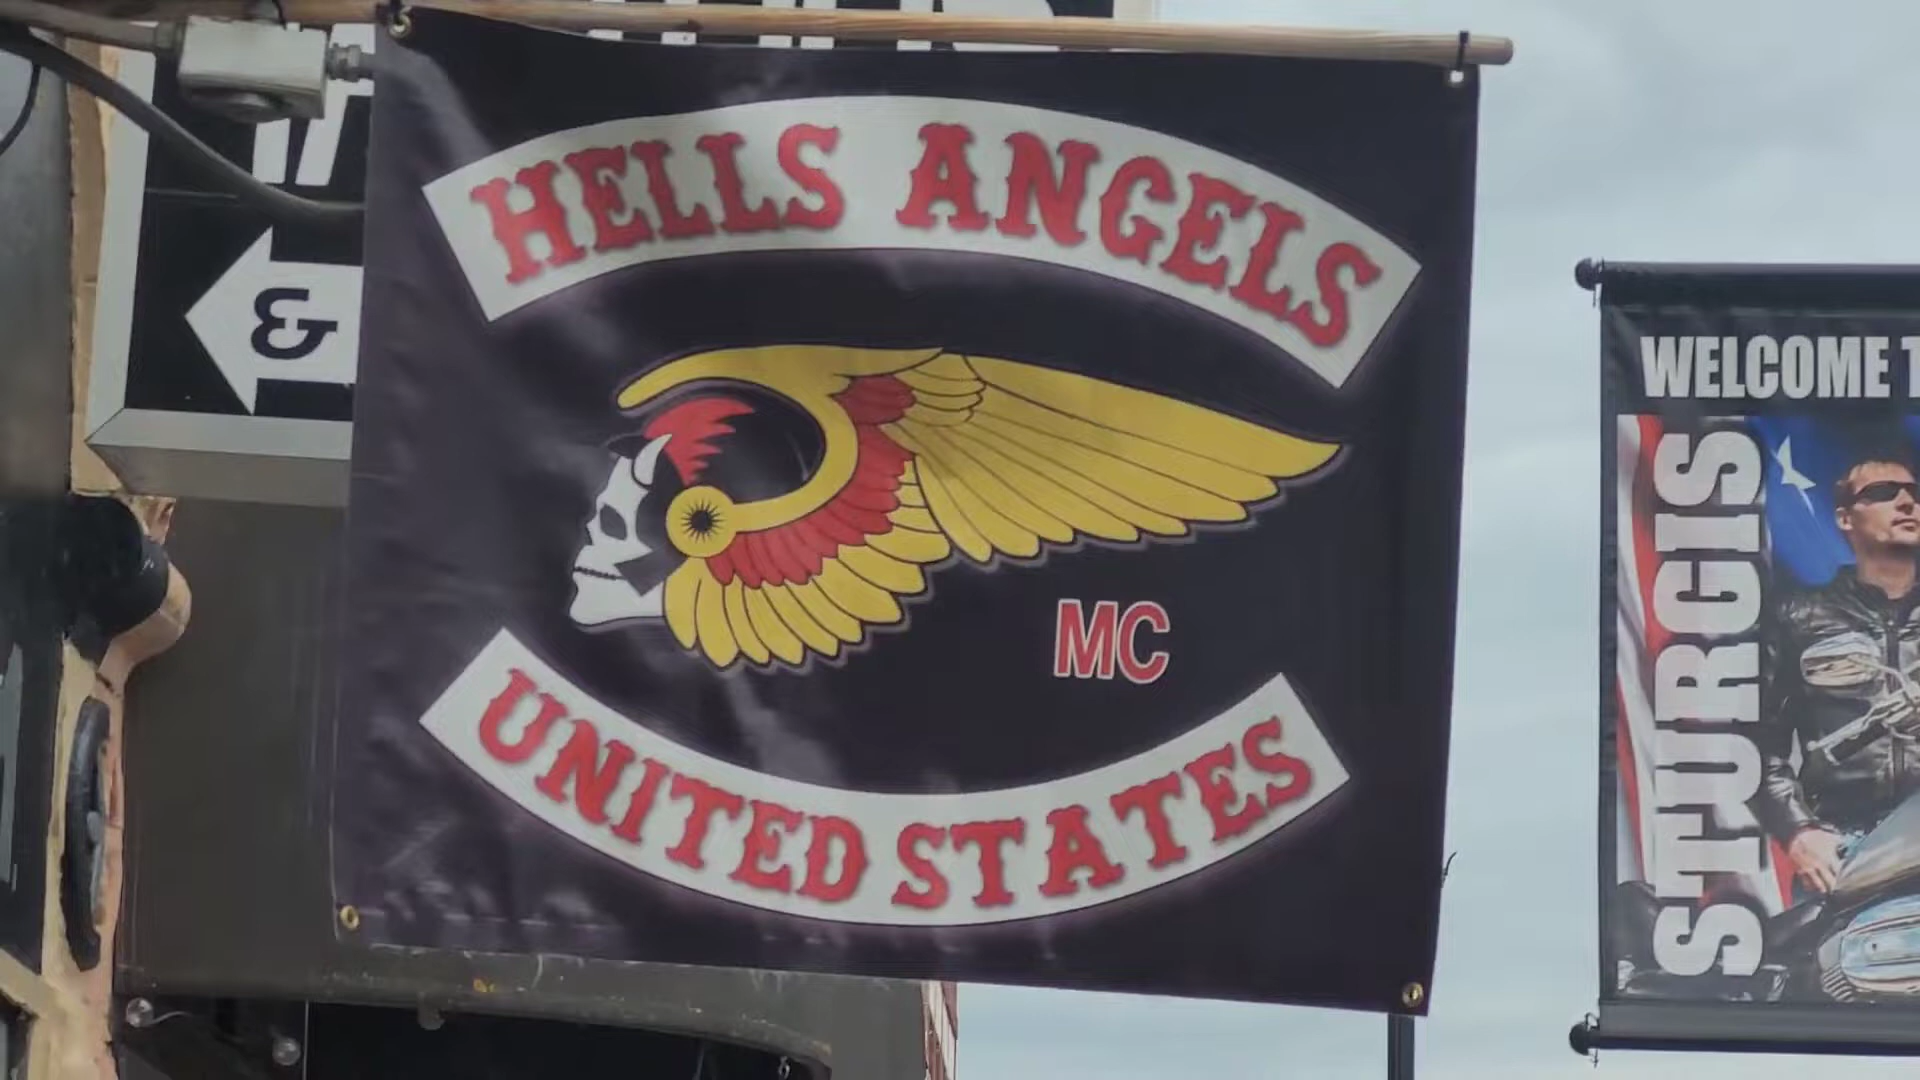 HELLS ANGELS
MC
UNITED STATES
&
WELCOME
STURGIS